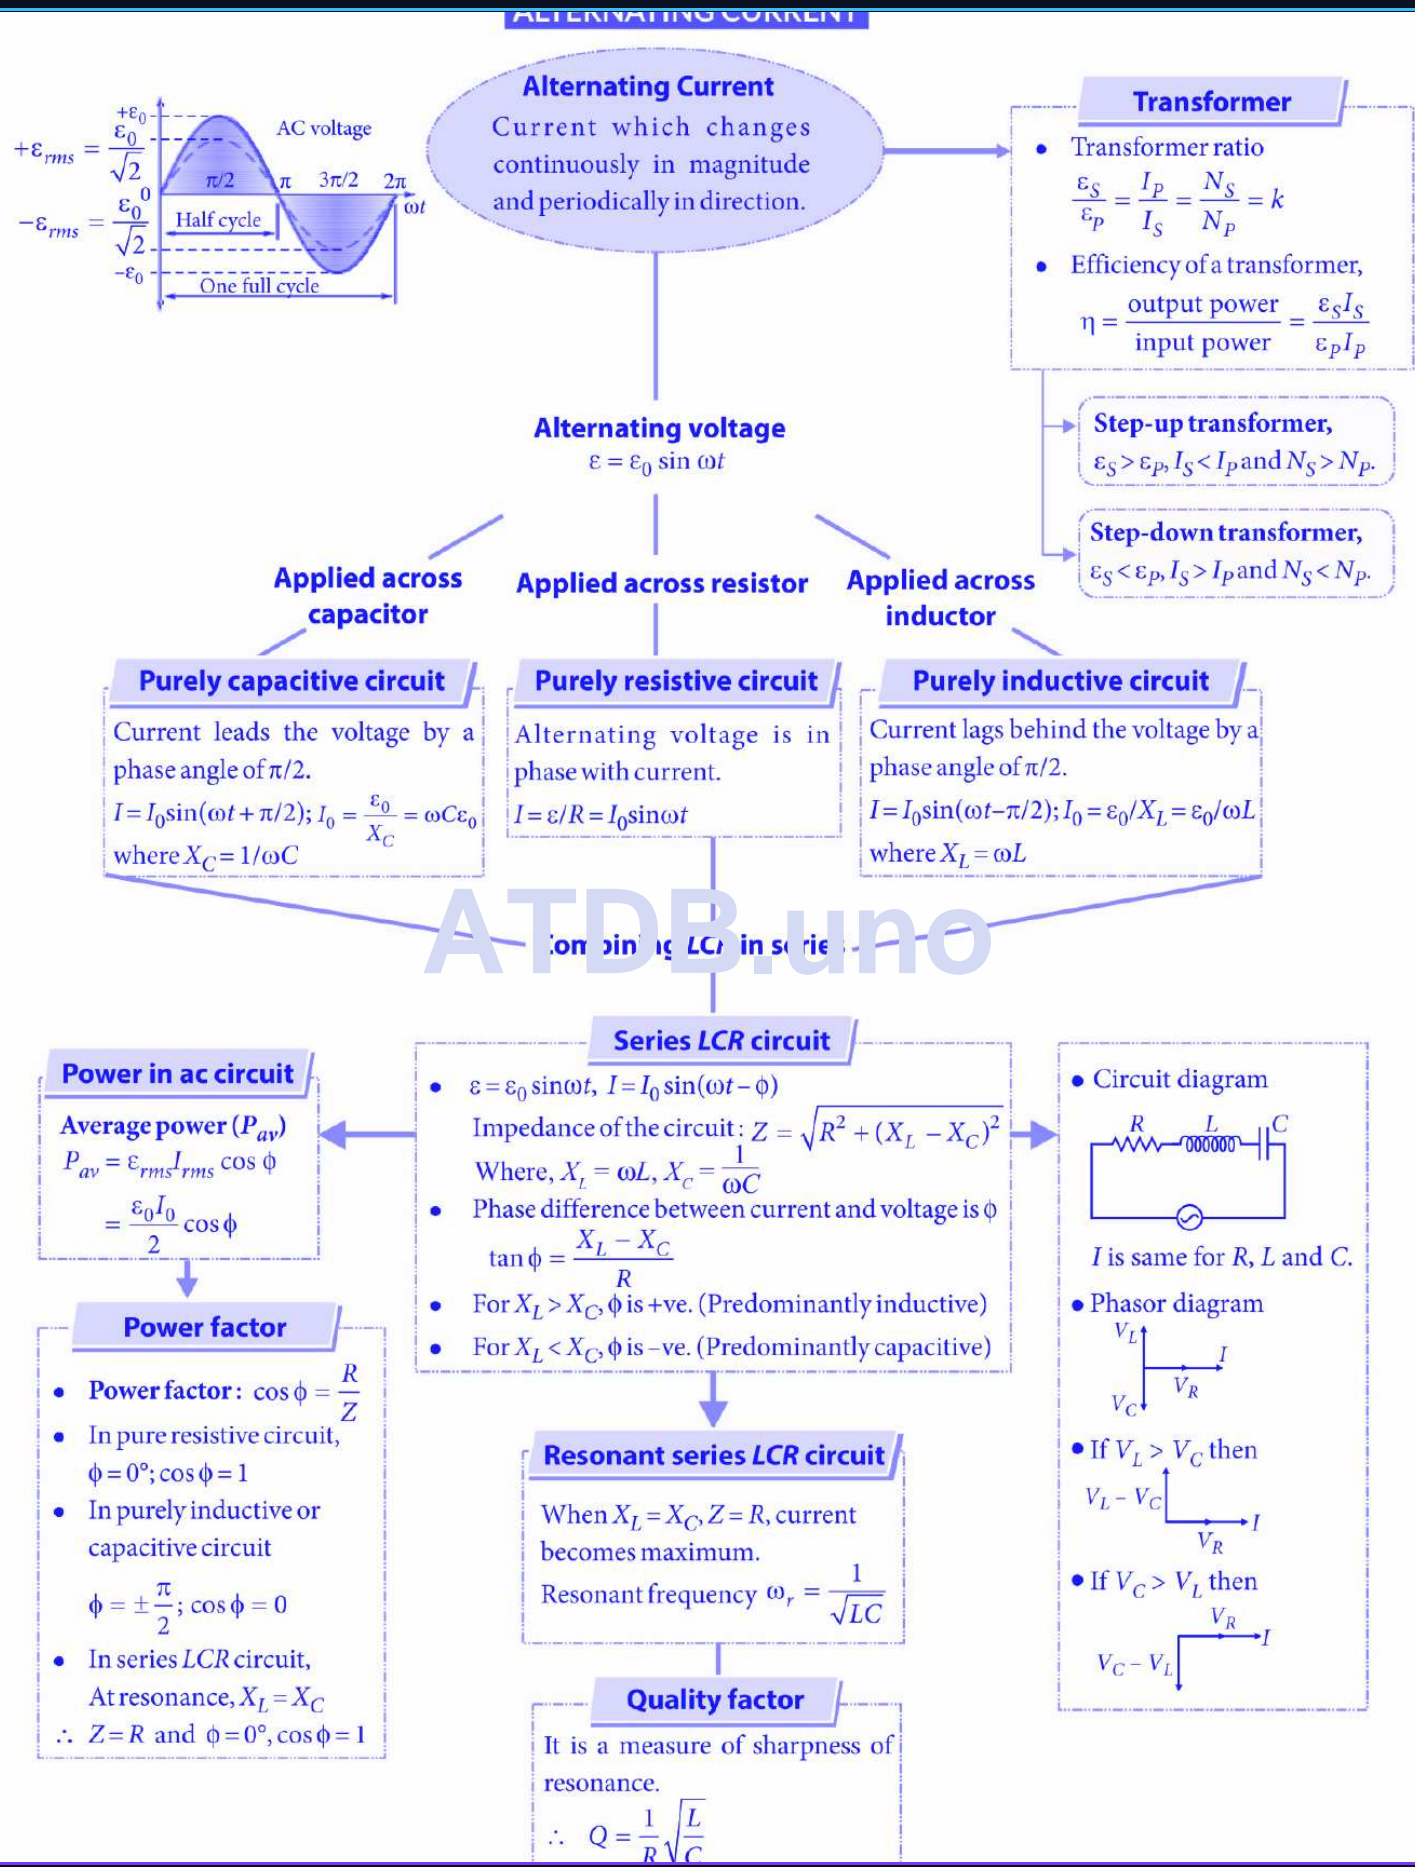 ALTERNATING CURRENT
Alternating Current
Current which changes
continuously in magnitude
and periodically in direction.
+ε0
+εrms = ε0/√2
0
−εrms = ε0/√2
−ε0
AC voltage
π/2 π 3π/2 2π
ωt
Half cycle
One full cycle
Transformer
• Transformer ratio
εS/εP = IP/IS = NS/NP = k
• Efficiency of a transformer,
η = output power/input power = εSIS/εPIP
Step-up transformer,
εS > εP, IS < IP and NS > NP.
Step-down transformer,
εS < εP, IS > IP and NS < NP.
Alternating voltage
ε = ε0 sin ωt
Applied across
capacitor
Applied across resistor
Applied across
inductor
Purely capacitive circuit
Current leads the voltage by a
phase angle of π/2.
I = I0sin(ωt + π/2); I0 = ε0/XC = ωCε0
where XC = 1/ωC
Purely resistive circuit
Alternating voltage is in
phase with current.
I = ε/R = I0sinωt
Purely inductive circuit
Current lags behind the voltage by a
phase angle of π/2.
I = I0sin(ωt−π/2); I0 = ε0/XL = ε0/ωL
where XL = ωL
ATDB.uno
Combining LCR in series
Series LCR circuit
• ε = ε0 sinωt, I = I0 sin(ωt − ϕ)
Impedance of the circuit : Z = √(R² + (XL − XC)²)
Where, XL = ωL, XC = 1/ωC
• Phase difference between current and voltage is ϕ
tan ϕ = (XL − XC)/R
• For XL > XC, ϕ is +ve. (Predominantly inductive)
• For XL < XC, ϕ is −ve. (Predominantly capacitive)
Power in ac circuit
Average power (Pav)
Pav = εrmsIrms cos ϕ
= ε0I0/2 cos ϕ
Power factor
• Power factor : cos ϕ = R/Z
• In pure resistive circuit,
ϕ = 0°; cos ϕ = 1
• In purely inductive or
capacitive circuit
ϕ = ± π/2; cos ϕ = 0
• In series LCR circuit,
At resonance, XL = XC
∴ Z = R and ϕ = 0°, cos ϕ = 1
Resonant series LCR circuit
When XL = XC, Z = R, current
becomes maximum.
Resonant frequency ωr = 1/√LC
Quality factor
It is a measure of sharpness of
resonance.
∴ Q = 1/R √(L/C)
• Circuit diagram
R L C
I is same for R, L and C.
• Phasor diagram
VL
I
VR
VC
• If VL > VC then
VL − VC
I
VR
• If VC > VL then
VR
I
VC − VL